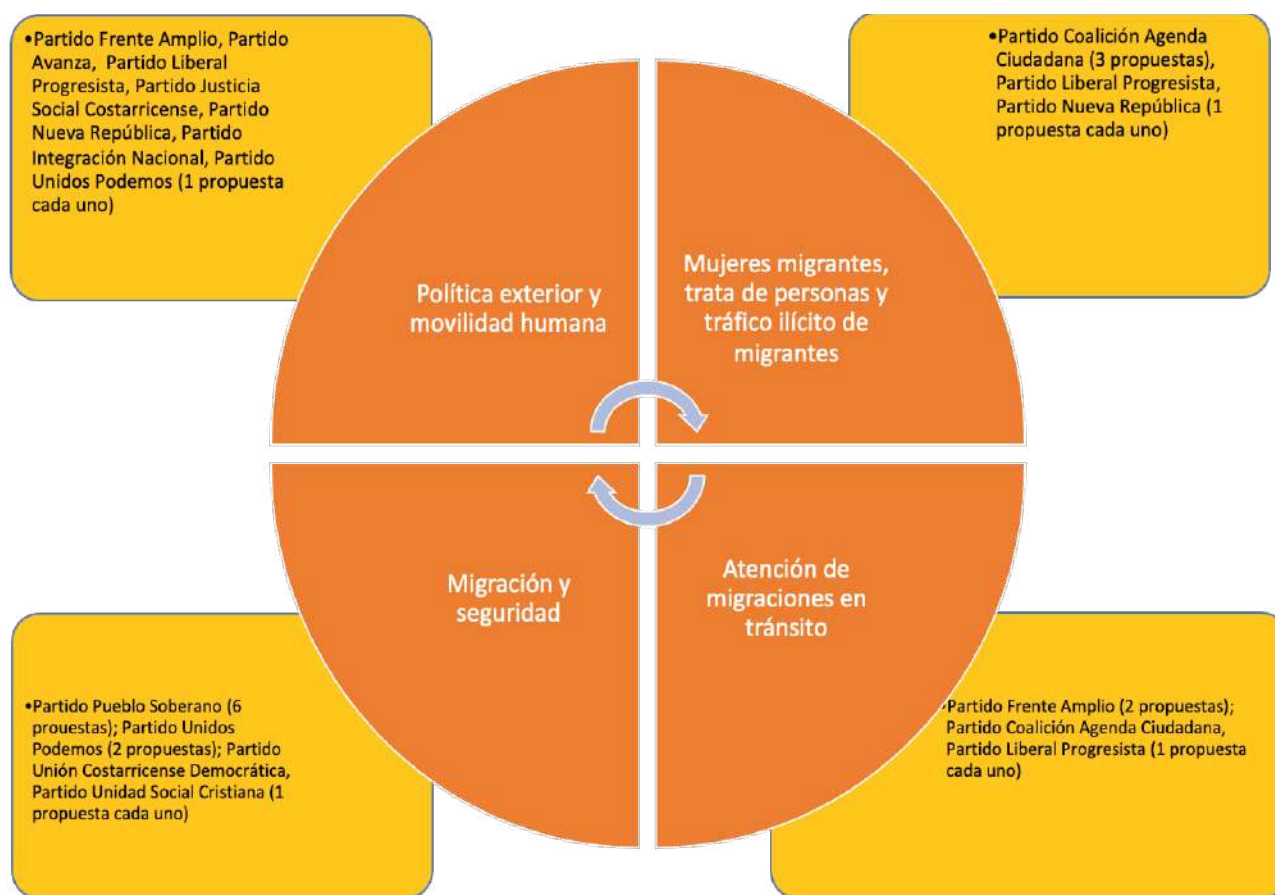 •Partido Frente Amplio, Partido
Avanza, Partido Liberal
Progresista, Partido Justicia
Social Costarricense, Partido
Nueva República, Partido
Integración Nacional, Partido
Unidos Podemos (1 propuesta
cada uno)
•Partido Coalición Agenda
Ciudadana (3 propuestas),
Partido Liberal Progresista,
Partido Nueva República (1
propuesta cada uno)
Política exterior y
movilidad humana
Mujeres migrantes,
trata de personas y
tráfico ilícito de
migrantes
Migración y
seguridad
Atención de
migraciones en
tránsito
•Partido Pueblo Soberano (6
prouestas); Partido Unidos
Podemos (2 propuestas); Partido
Unión Costarricense Democrática,
Partido Unidad Social Cristiana (1
propuesta cada uno)
•Partido Frente Amplio (2 propuestas);
Partido Coalición Agenda Ciudadana,
Partido Liberal Progresista (1 propuesta
cada uno)